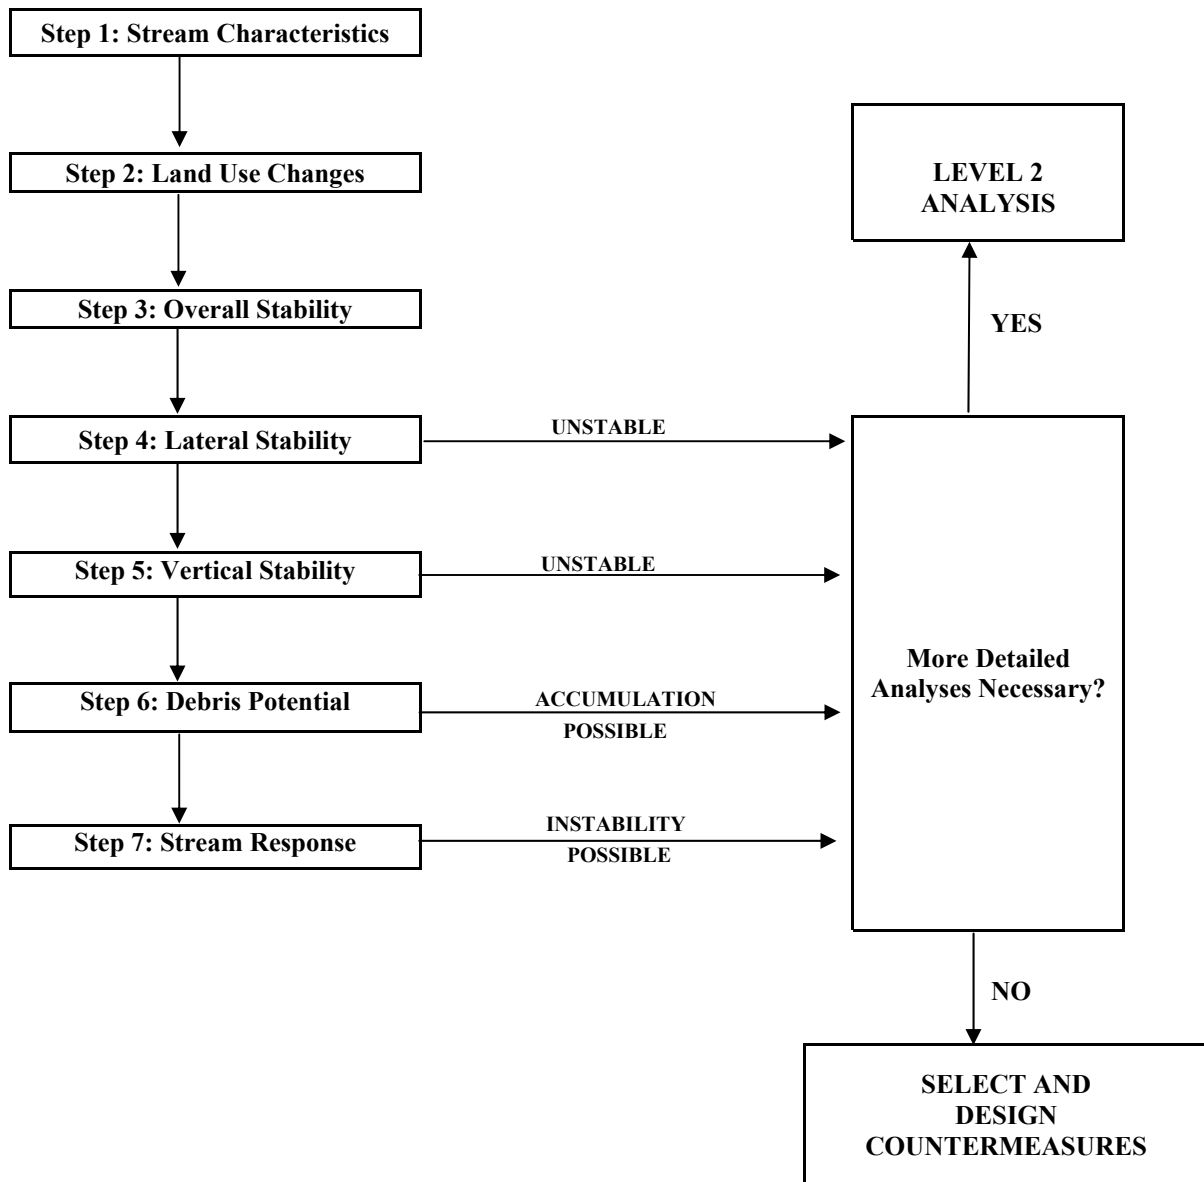 Step 1: Stream Characteristics
Step 2: Land Use Changes
LEVEL 2
ANALYSIS
Step 3: Overall Stability
YES
Step 4: Lateral Stability
UNSTABLE
Step 5: Vertical Stability
UNSTABLE
More Detailed
Analyses Necessary?
Step 6: Debris Potential
ACCUMULATION
POSSIBLE
Step 7: Stream Response
INSTABILITY
POSSIBLE
NO
SELECT AND
DESIGN
COUNTERMEASURES